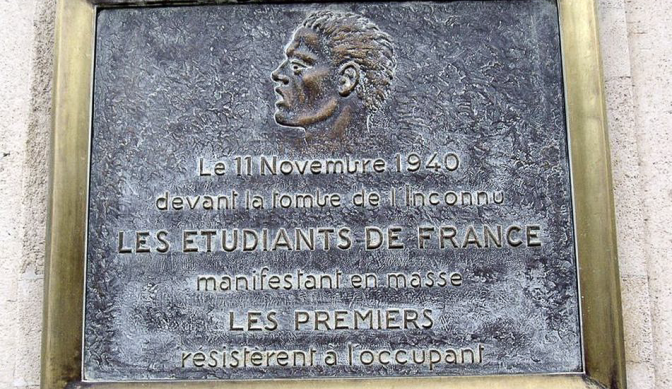 Le 11 Novembre 1940
devant la tombe de l'Inconnu
LES ETUDIANTS DE FRANCE
manifestant en masse
LES PREMIERS
résistèrent à l'occupant